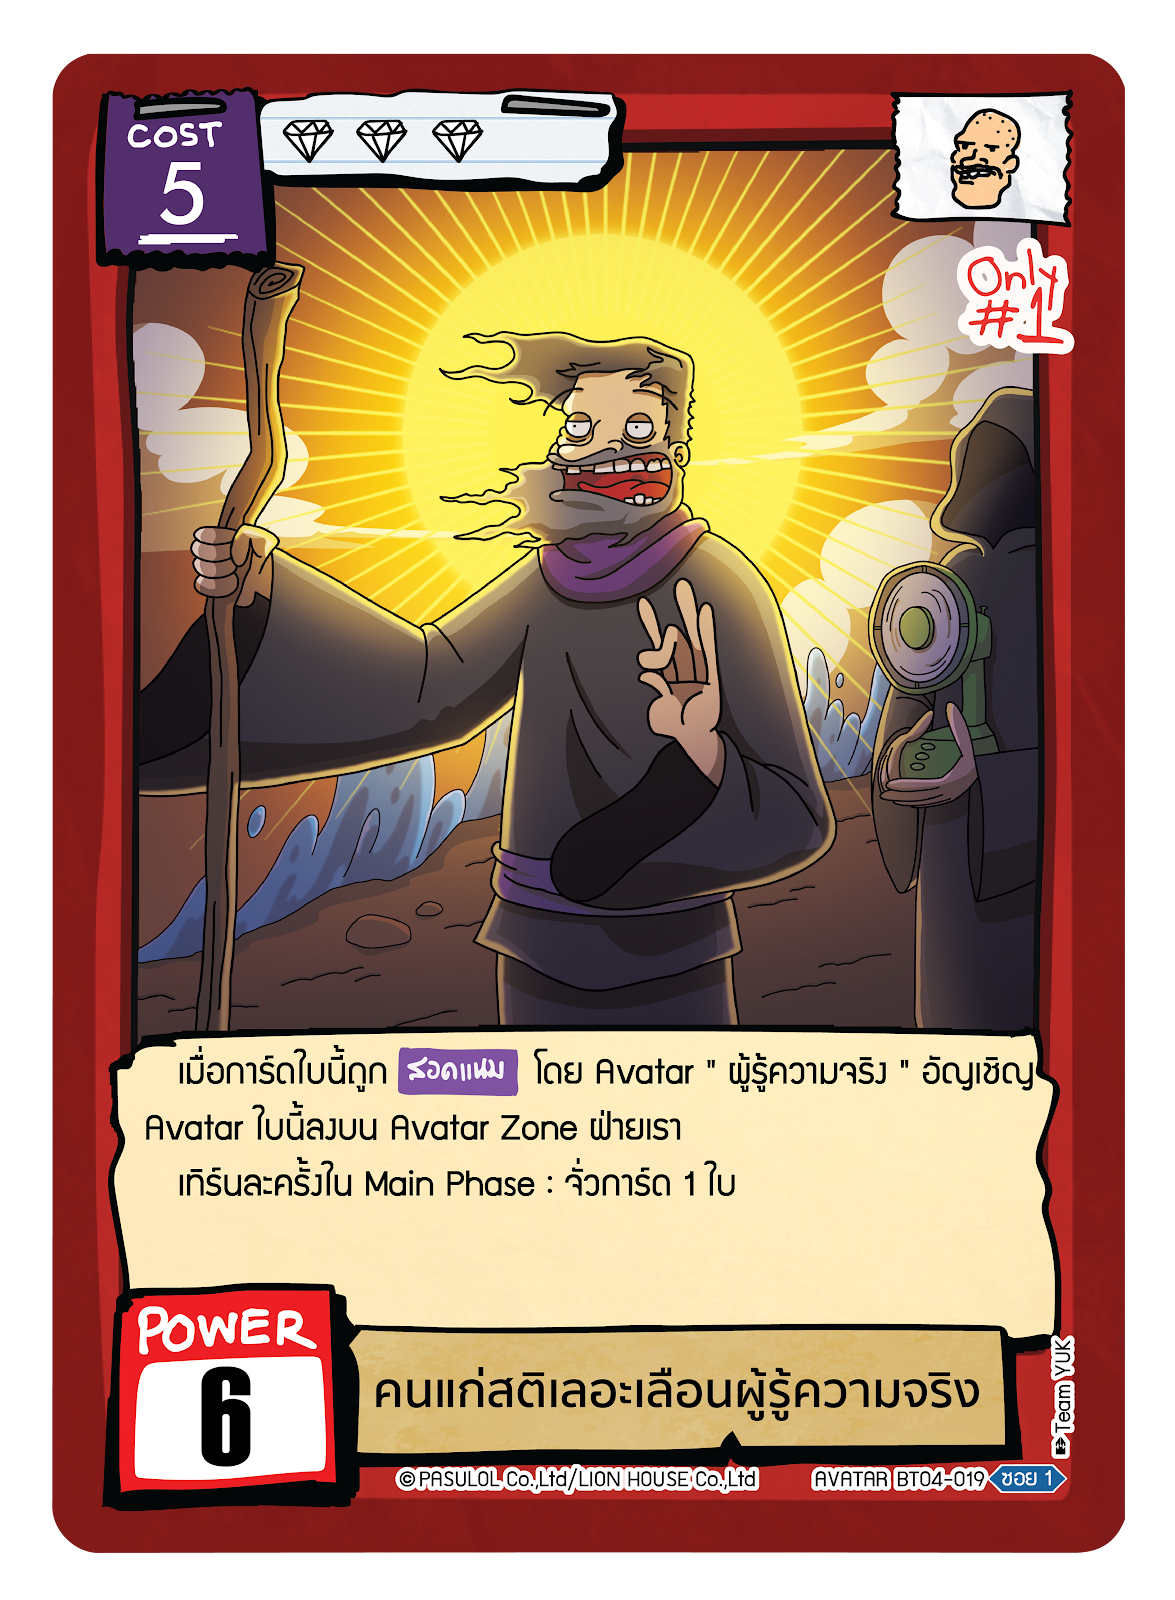 COST
5
Only
#1
เมื่อการ์ดใบนี้ถูก สอดแนม โดย Avatar " ผู้รู้ความจริง " อัญเชิญ
Avatar ใบนี้ลงบน Avatar Zone ฝ่ายเรา
เทิร์นละครั้งใน Main Phase : จั่วการ์ด 1 ใบ
POWER
6
คนแก่สติเลอะเลือนผู้รู้ความจริง
Team YUK
© PASULOL Co.,Ltd/LION HOUSE Co.,Ltd
AVATAR BT04-019 ซอย 1